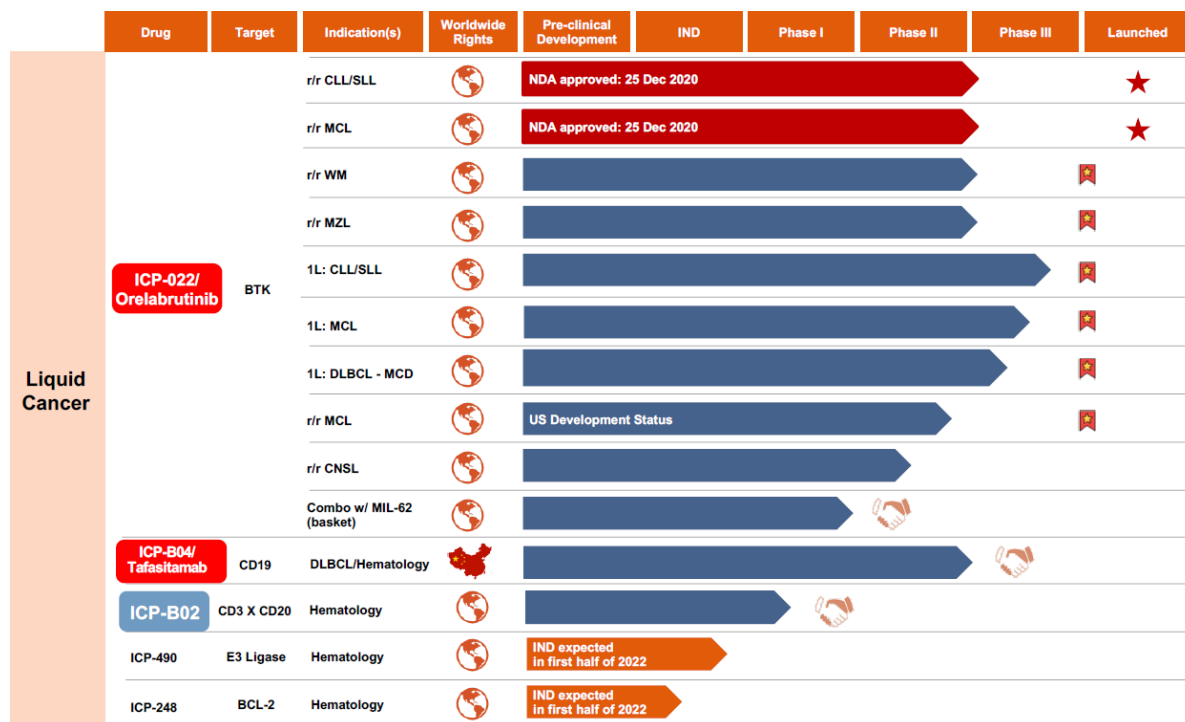 Drug
Target
Indication(s)
Worldwide
Rights
Pre-clinical
Development
IND
Phase I
Phase II
Phase III
Launched
Liquid
Cancer
ICP-022/
Orelabrutinib
BTK
r/r CLL/SLL
NDA approved: 25 Dec 2020
r/r MCL
NDA approved: 25 Dec 2020
r/r WM
r/r MZL
1L: CLL/SLL
1L: MCL
1L: DLBCL - MCD
r/r MCL
US Development Status
r/r CNSL
Combo w/ MIL-62
(basket)
ICP-B04/
Tafasitamab
CD19
DLBCL/Hematology
ICP-B02
CD3 X CD20
Hematology
ICP-490
E3 Ligase
Hematology
IND expected
in first half of 2022
ICP-248
BCL-2
Hematology
IND expected
in first half of 2022